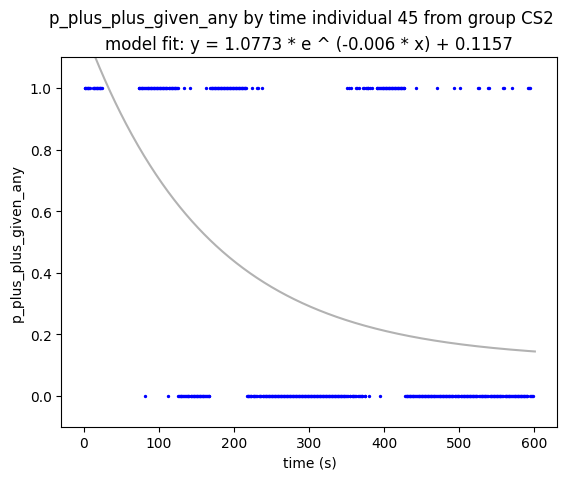 p_plus_plus_given_any by time individual 45 from group CS2
model fit: y = 1.0773 * e ^ (-0.006 * x) + 0.1157
p_plus_plus_given_any
1.0
0.8
0.6
0.4
0.2
0.0
0 100 200 300 400 500 600
time (s)